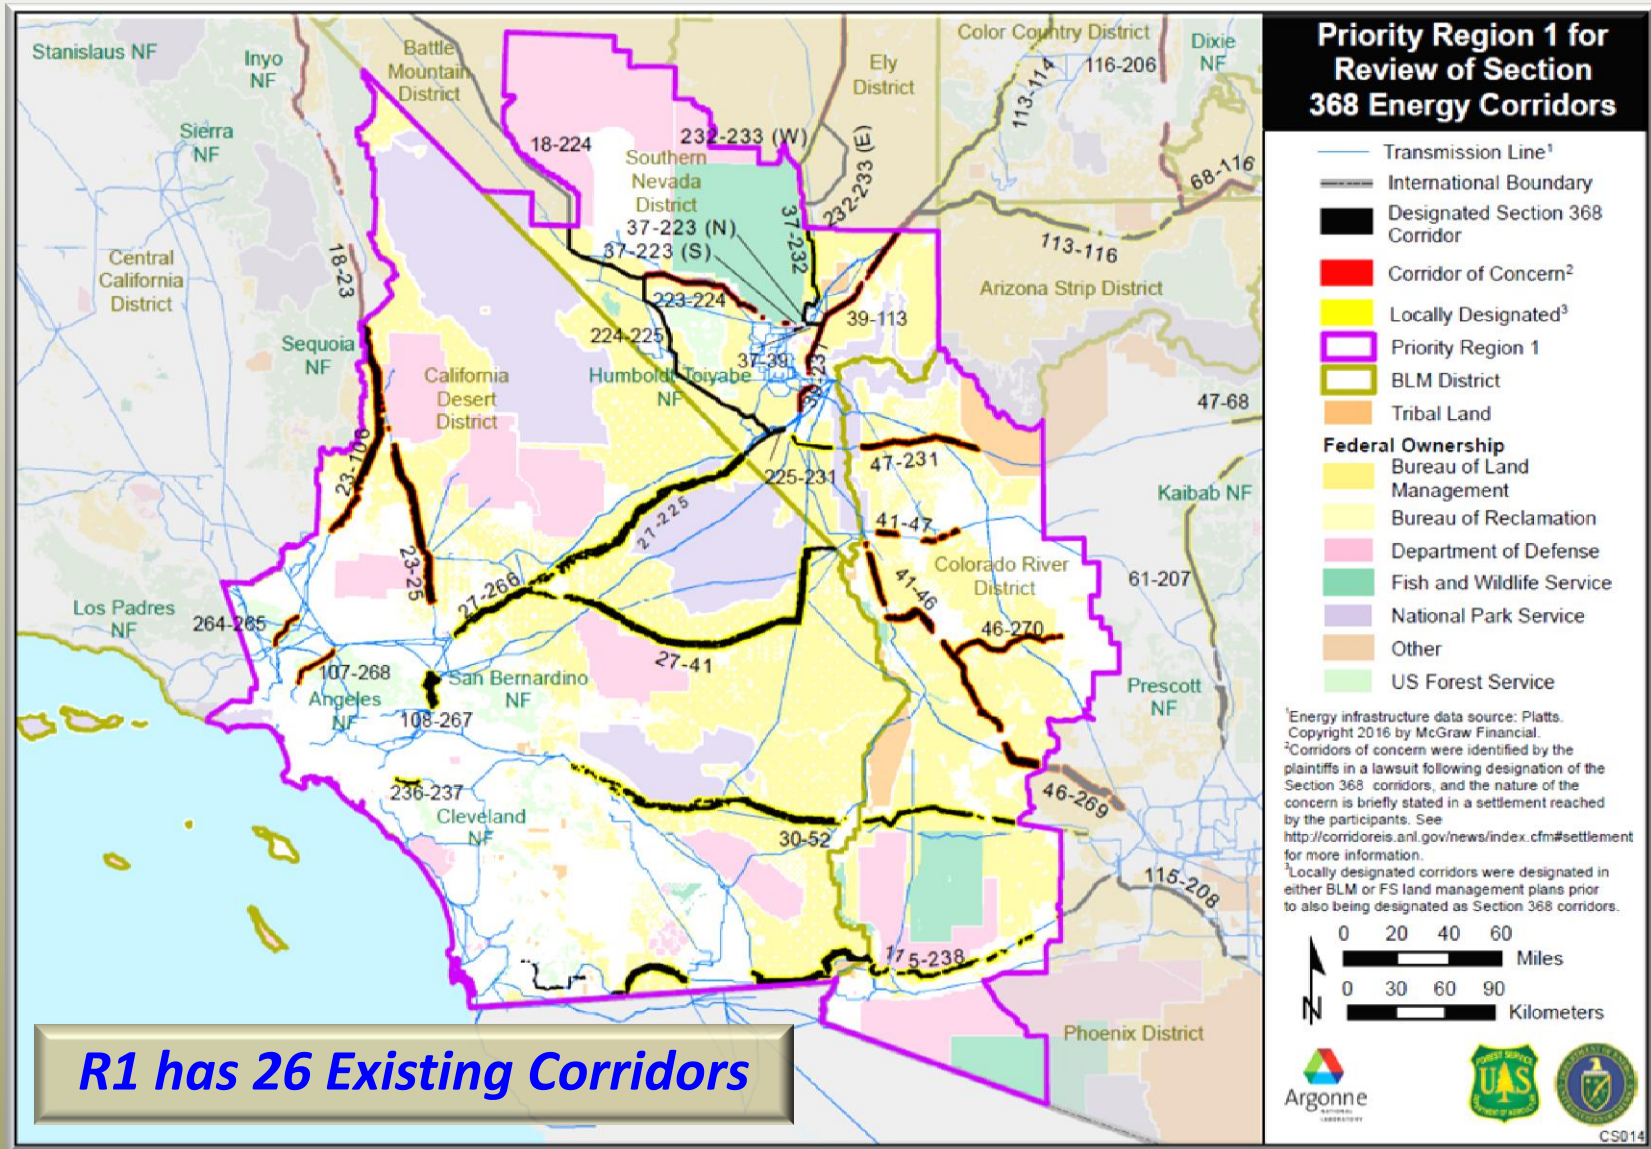 Priority Region 1 for
Review of Section
368 Energy Corridors
Transmission Line¹
International Boundary
Designated Section 368
Corridor
Corridor of Concern²
Locally Designated³
Priority Region 1
BLM District
Tribal Land
Federal Ownership
Bureau of Land
Management
Bureau of Reclamation
Department of Defense
Fish and Wildlife Service
National Park Service
Other
US Forest Service
¹Energy infrastructure data source: Platts.
Copyright 2016 by McGraw Financial.
²Corridors of concern were identified by the
plaintiffs in a lawsuit following designation of the
Section 368 corridors, and the nature of the
concern is briefly stated in a settlement reached
by the participants. See
http://corridoreis.anl.gov/news/index.cfm#settlement
for more information.
³Locally designated corridors were designated in
either BLM or FS land management plans prior
to also being designated as Section 368 corridors.
0 20 40 60
Miles
0 30 60 90
Kilometers
N
Argonne
NATIONAL
LABORATORY
FOREST SERVICE
UAS
DEPARTMENT OF AGRICULTURE
CS014
Stanislaus NF
Inyo
NF
Battle
Mountain
District
Ely
District
Color Country District
Dixie
NF
116-206
113-114
68-116
Sierra
NF
18-224
232-233 (W)
232-233 (E)
Southern
Nevada
District
37-223 (N)
37-223 (S)
37-232
113-116
Central
California
District
18-23
223-224
39-113
Arizona Strip District
224-225
37-39
39-231
Sequoia
NF
California
Desert
District
Humboldt Toiyabe
NF
47-68
23-106
225-231
47-231
Kaibab NF
27-225
41-47
23-25
27-266
Colorado River
District
41-46
61-207
Los Padres
NF
264-265
46-270
27-41
107-268
Angeles
NF
San Bernardino
NF
Prescott
NF
108-267
236-237
Cleveland
NF
30-52
46-269
115-208
115-238
Phoenix District
R1 has 26 Existing Corridors